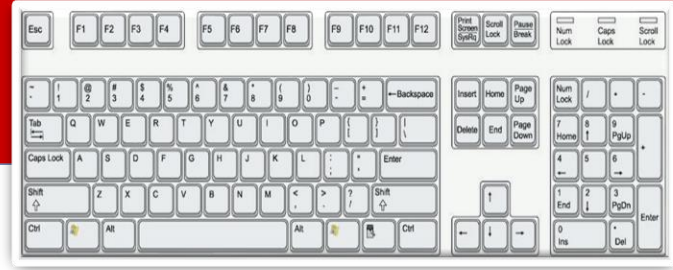 Esc F1 F2 F3 F4 F5 F6 F7 F8 F9 F10 F11 F12 Print Screen SysRq Scroll Lock Pause Break Num Lock Caps Lock Scroll Lock
~ ! 1 @ 2 # 3 $ 4 % 5 ^ 6 & 7 * 8 ( 9 ) 0 - + = ←Backspace Insert Home Page Up Num Lock / * -
Tab Q W E R T Y U I O P { [ } ] | \ Delete End Page Down 7 Home 8 ↑ 9 PgUp +
Caps Lock A S D F G H J K L : ; " Enter 4 ← 5 6 →
Shift Z X C V B N M < , > . ? / Shift ↑ 1 End 2 ↓ 3 PgDn Enter
Ctrl Alt Alt Ctrl ← ↓ → 0 Ins . Del